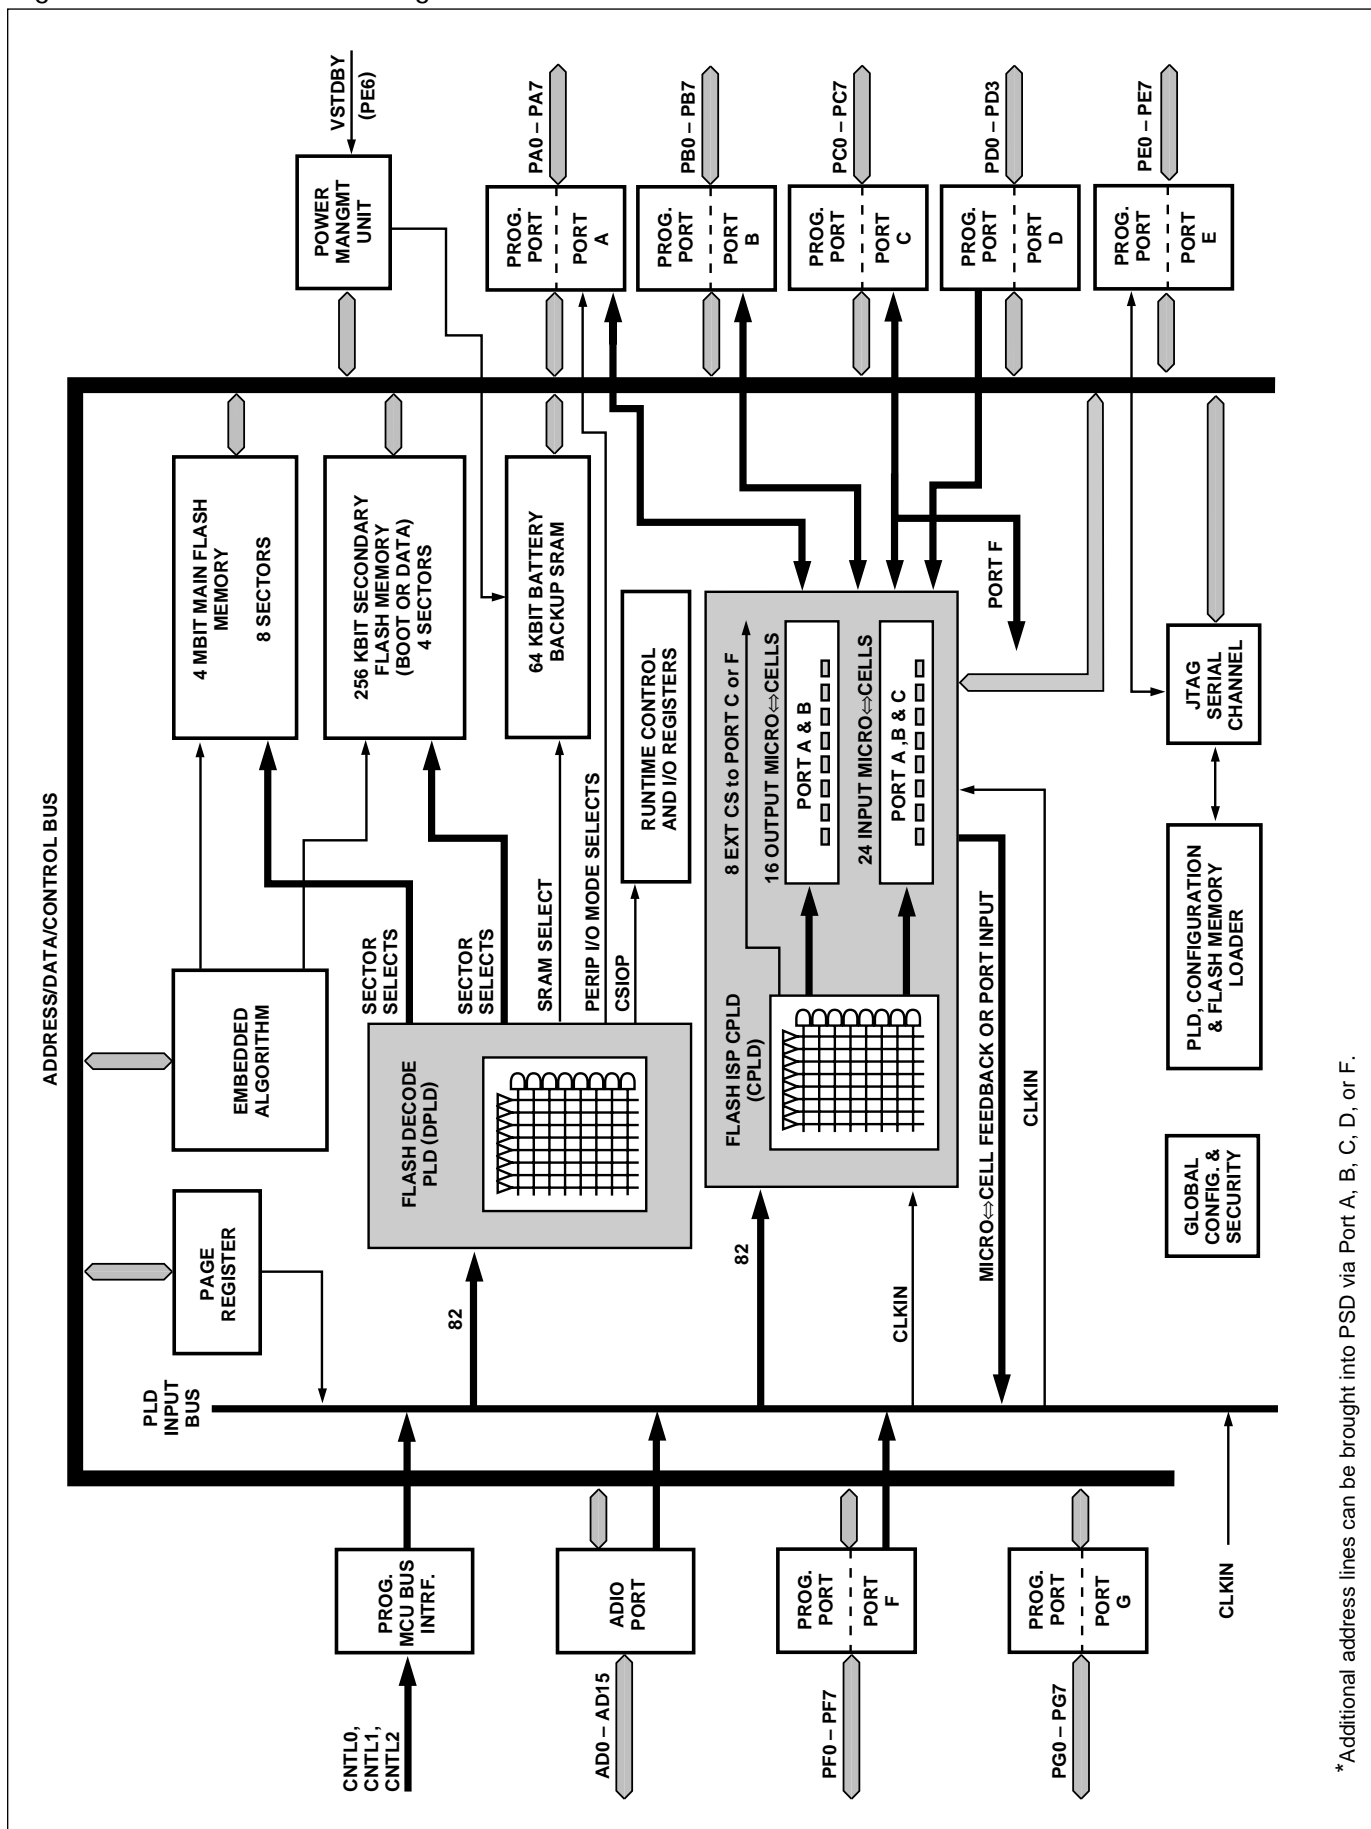 ADDRESS/DATA/CONTROL BUS
CNTL0,
CNTL1,
CNTL2
PROG.
MCU BUS
INTRF.
PLD
INPUT
BUS
PAGE
REGISTER
EMBEDDED
ALGORITHM
4 MBIT MAIN FLASH
MEMORY
8 SECTORS
POWER
MANGMT
UNIT
VSTDBY
(PE6)
256 KBIT SECONDARY
FLASH MEMORY
(BOOT OR DATA)
4 SECTORS
82
FLASH DECODE
PLD (DPLD)
SECTOR
SELECTS
SECTOR
SELECTS
SRAM SELECT
PERIP I/O MODE SELECTS
CSIOP
64 KBIT BATTERY
BACKUP SRAM
RUNTIME CONTROL
AND I/O REGISTERS
PROG.
PORT
PORT
A
PA0 – PA7
AD0 – AD15
ADIO
PORT
PROG.
PORT
PORT
B
PB0 – PB7
82
FLASH ISP CPLD
(CPLD)
8 EXT CS to PORT C or F
16 OUTPUT MICRO⇔CELLS
PORT A & B
24 INPUT MICRO⇔CELLS
PORT A ,B & C
PROG.
PORT
PORT
C
PC0 – PC7
PF0 – PF7
PROG.
PORT
PORT
F
CLKIN
MICRO⇔CELL FEEDBACK OR PORT INPUT
CLKIN
PORT F
PROG.
PORT
PORT
D
PD0 – PD3
PG0 – PG7
PROG.
PORT
PORT
G
PROG.
PORT
PORT
E
PE0 – PE7
CLKIN
GLOBAL
CONFIG. &
SECURITY
PLD, CONFIGURATION
& FLASH MEMORY
LOADER
JTAG
SERIAL
CHANNEL
*Additional address lines can be brought into PSD via Port A, B, C, D, or F.